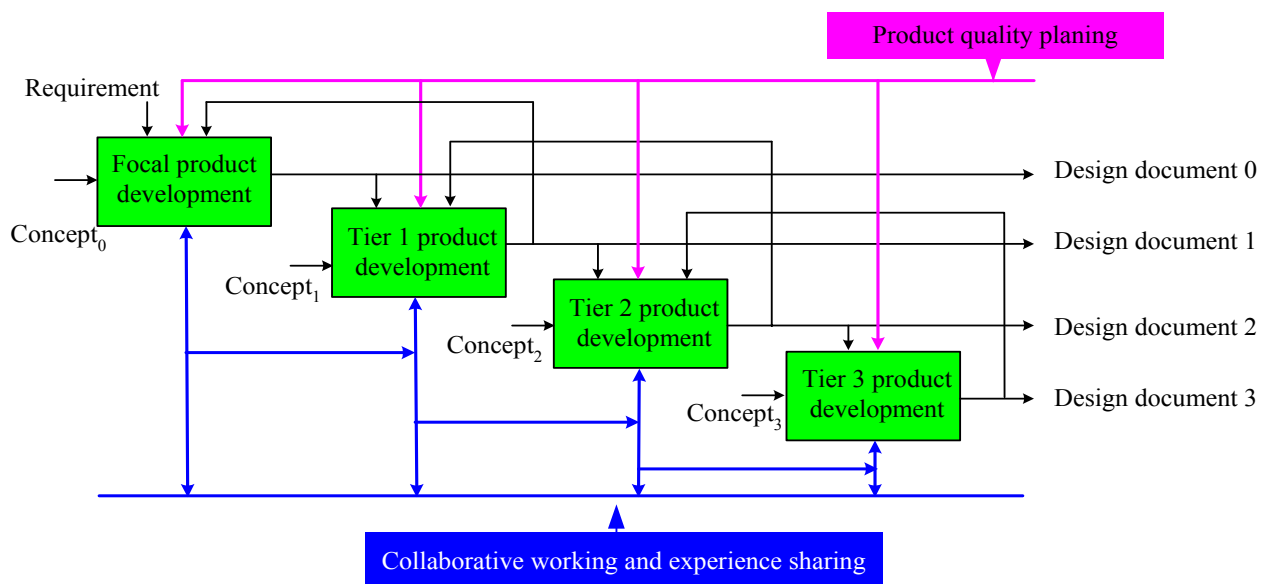 Product quality planing
Requirement
Focal product
development
Design document 0
Concept₀
Tier 1 product
development
Design document 1
Concept₁
Tier 2 product
development
Design document 2
Concept₂
Tier 3 product
development
Design document 3
Concept₃
Collaborative working and experience sharing